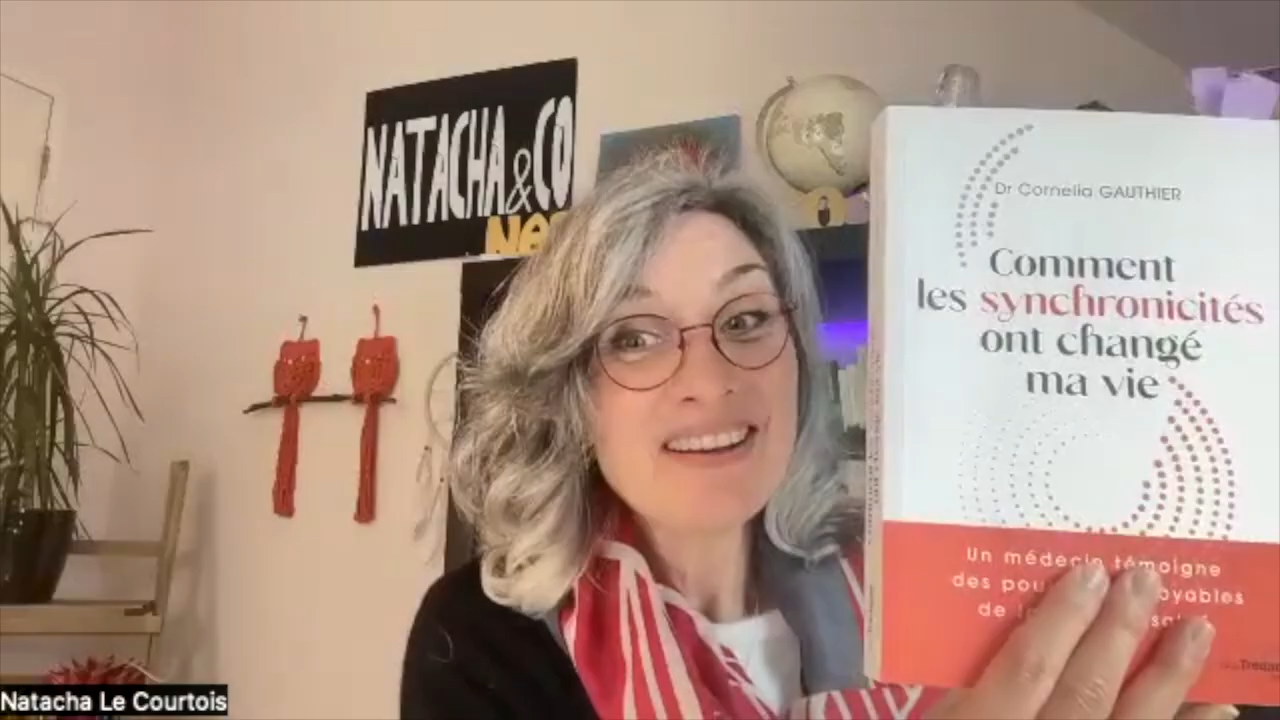 NATACHA&CO
Dr Cornelia GAUTHIER
Comment
les synchronicités
ont changé
ma vie
Un médecin témoigne
des
de
Natacha Le Courtois